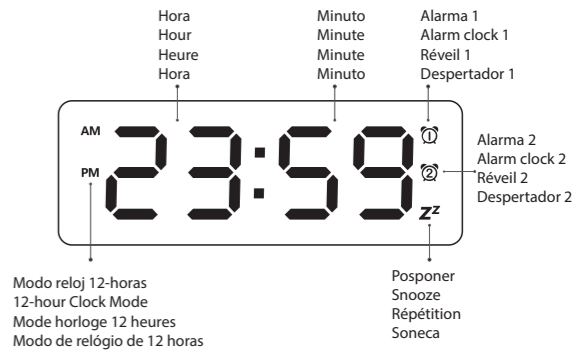 Hora
Hour
Heure
Hora
Minuto
Minute
Minute
Minuto
Alarma 1
Alarm clock 1
Réveil 1
Despertador 1
AM
PM
23:59
1
2
zz
Alarma 2
Alarm clock 2
Réveil 2
Despertador 2
Modo reloj 12-horas
12-hour Clock Mode
Mode horloge 12 heures
Modo de relógio de 12 horas
Posponer
Snooze
Répétition
Soneca